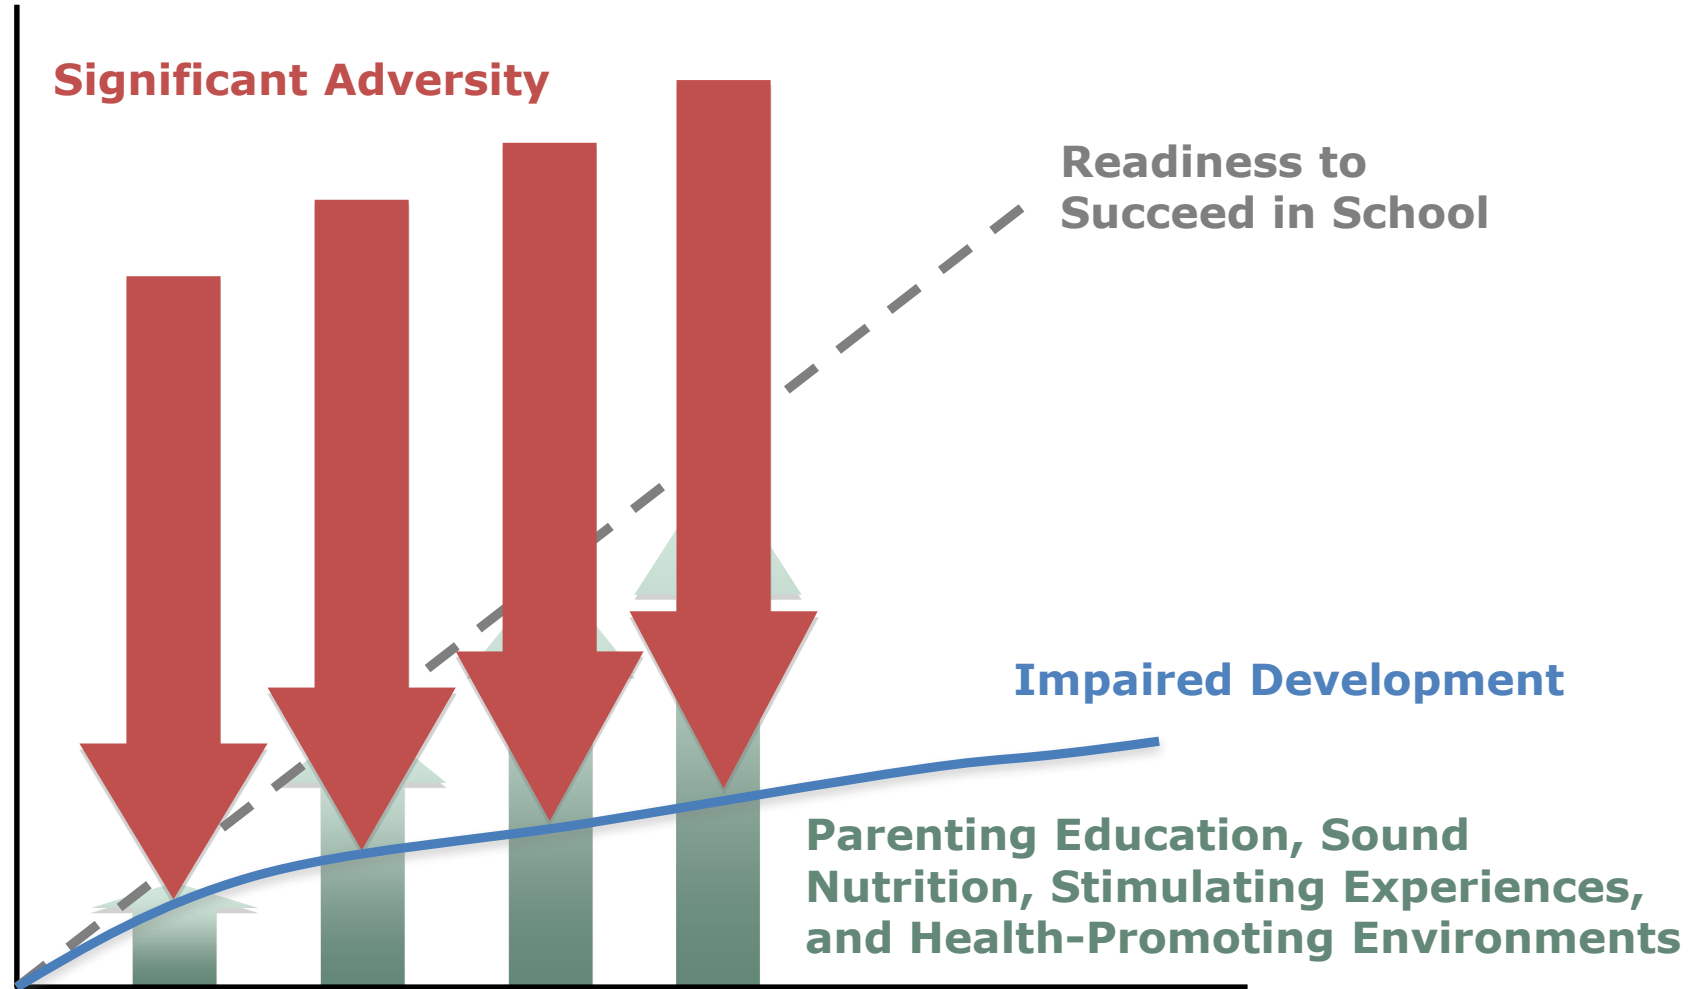 Significant Adversity
Readiness to
Succeed in School
Impaired Development
Parenting Education, Sound
Nutrition, Stimulating Experiences,
and Health-Promoting Environments